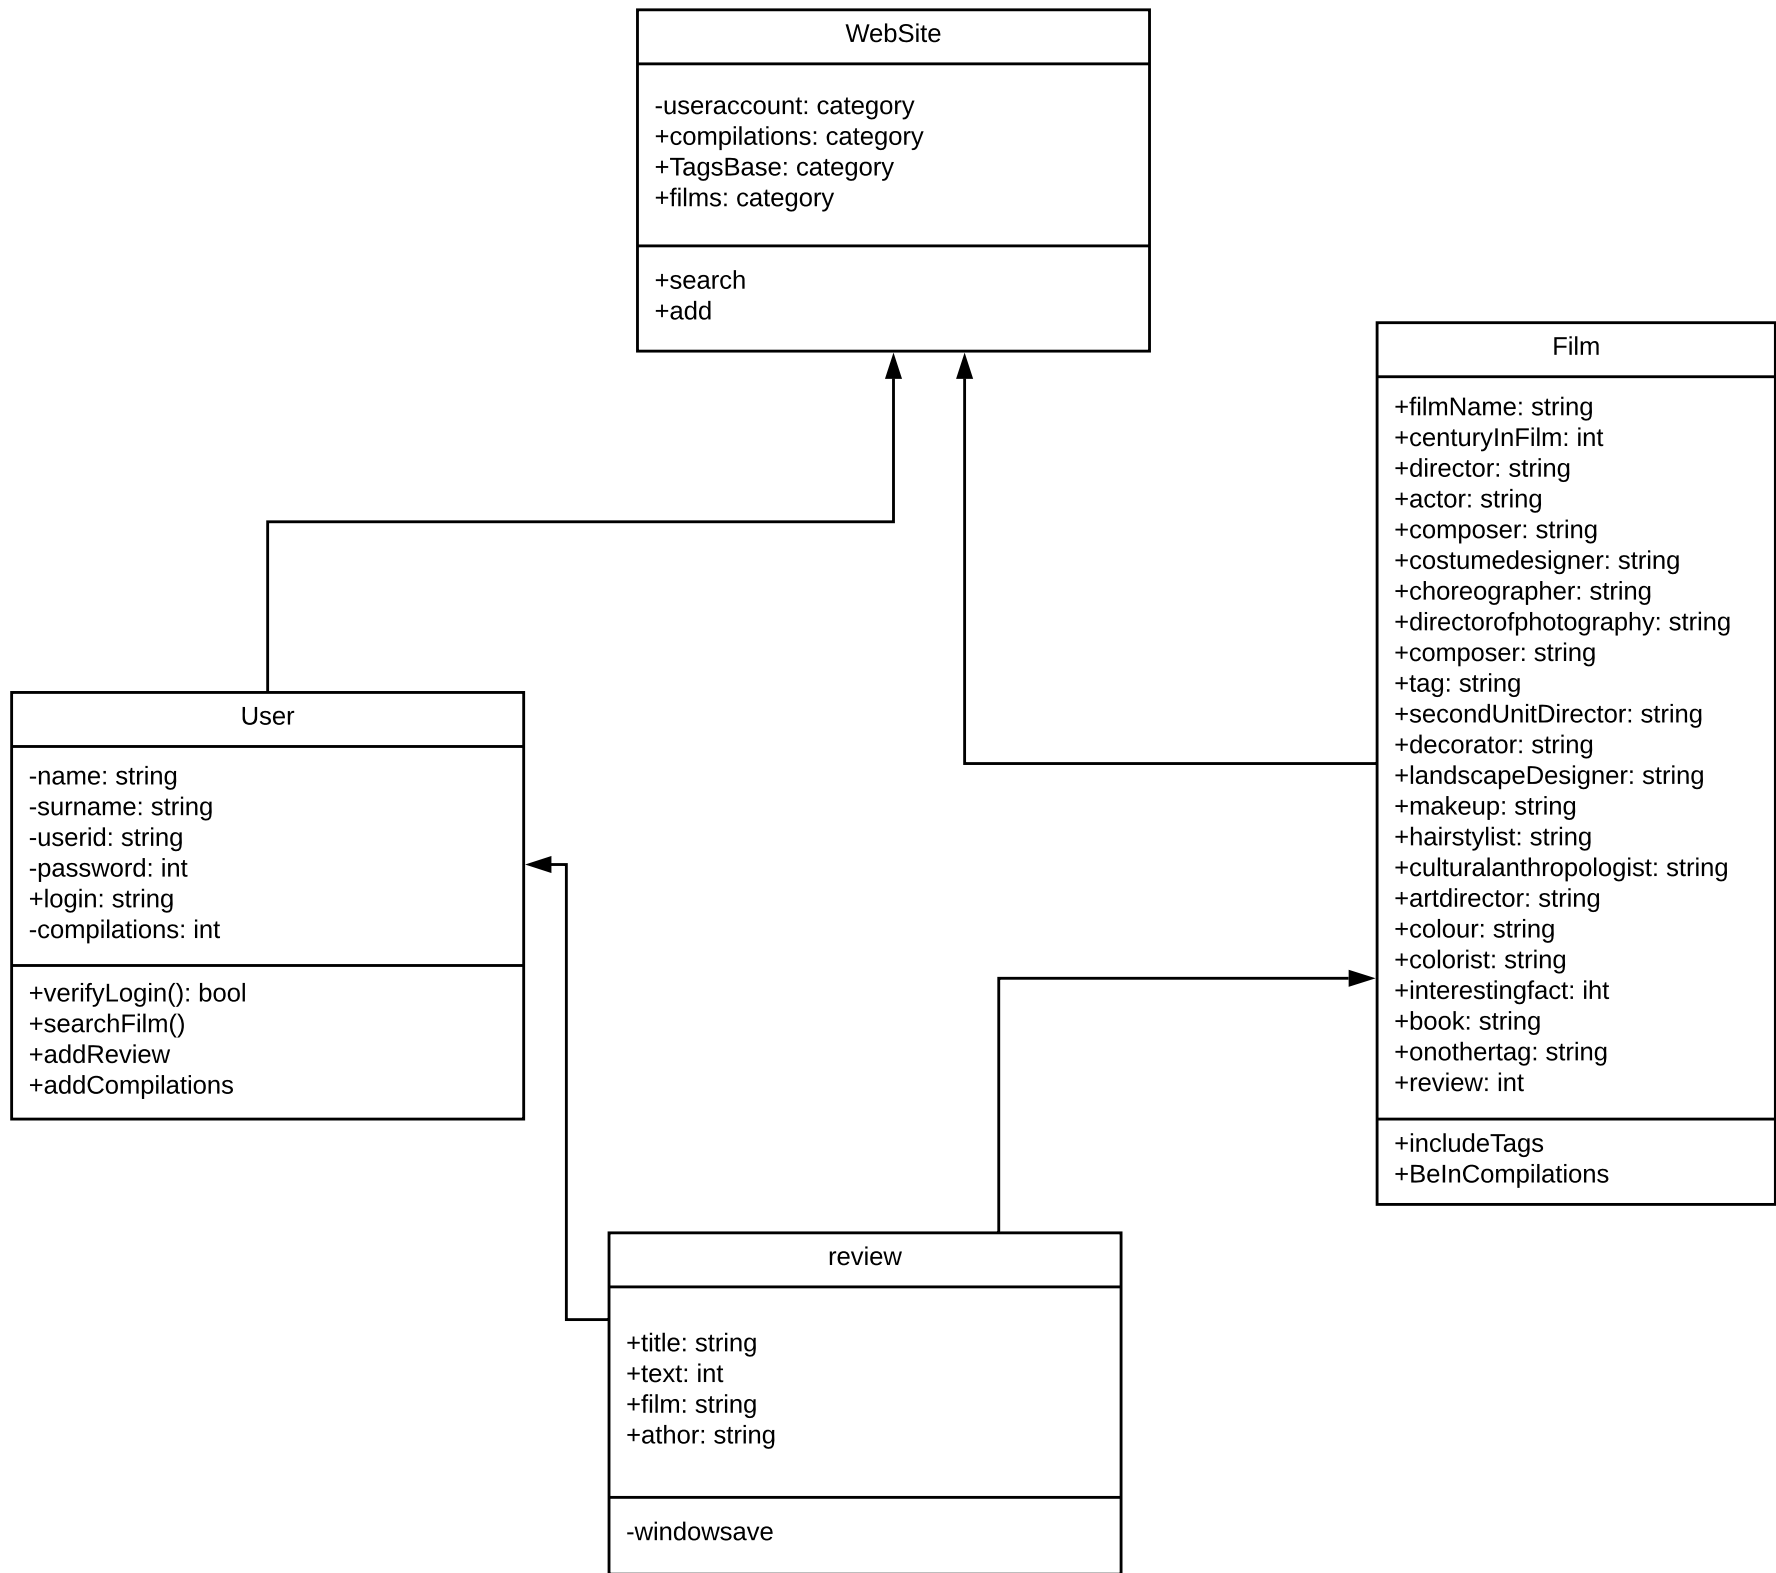 WebSite
-useraccount: category
+compilations: category
+TagsBase: category
+films: category
+search
+add
Film
+filmName: string
+centuryInFilm: int
+director: string
+actor: string
+composer: string
+costumedesigner: string
+choreographer: string
+directorofphotography: string
+composer: string
+tag: string
+secondUnitDirector: string
+decorator: string
+landscapeDesigner: string
+makeup: string
+hairstylist: string
+culturalanthropologist: string
+artdirector: string
+colour: string
+colorist: string
+interestingfact: iht
+book: string
+onothertag: string
+review: int
+includeTags
+BeInCompilations
User
-name: string
-surname: string
-userid: string
-password: int
+login: string
-compilations: int
+verifyLogin(): bool
+searchFilm()
+addReview
+addCompilations
review
+title: string
+text: int
+film: string
+athor: string
-windowsave